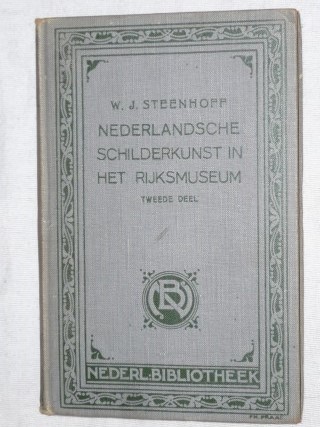 W. J. STEENHOFF
NEDERLANDSCHE
SCHILDERKUNST IN
HET RIJKSMUSEUM
TWEEDE DEEL
NEDERL. BIBLIOTHEEK